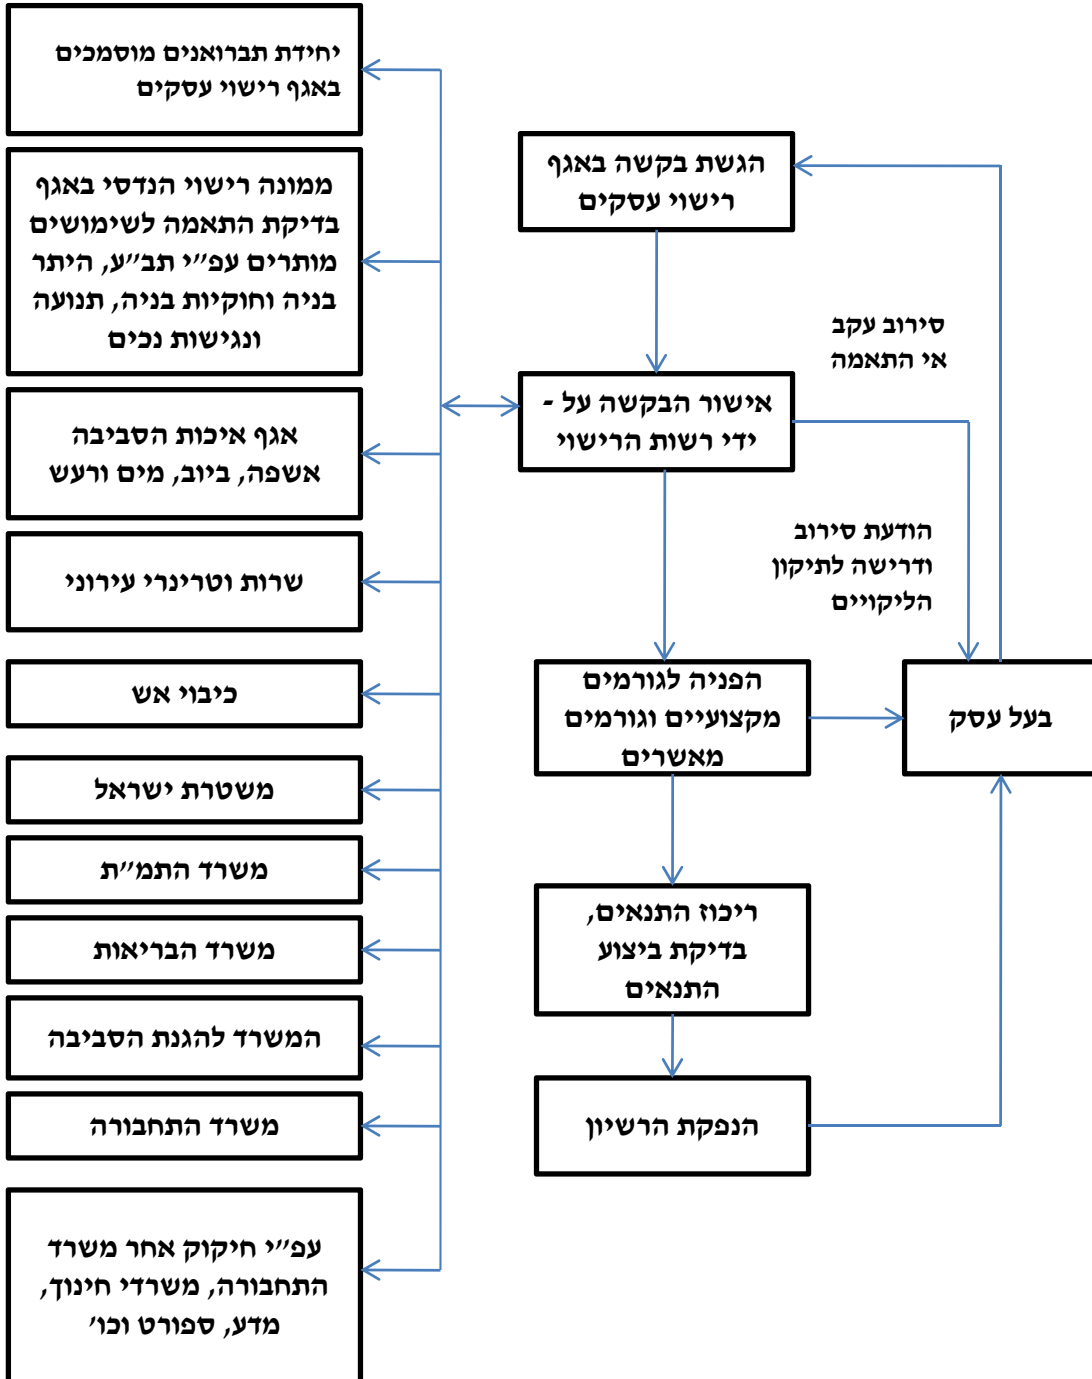 הגשת בקשה באגף
רישוי עסקים
סירוב עקב
אי התאמה
אישור הבקשה על -
ידי רשות הרישוי
הודעת סירוב
ודרישה לתיקון
הליקויים
הפניה לגורמים
מקצועיים וגורמים
מאשרים
בעל עסק
ריכוז התנאים,
בדיקת ביצוע
התנאים
הנפקת הרשיון
יחידת תברואנים מוסמכים
באגף רישוי עסקים
ממונה רישוי הנדסי באגף
בדיקת התאמה לשימושים
מותרים עפ״י תב״ע, היתר
בניה וחוקיות בניה, תנועה
ונגישות נכים
אגף איכות הסביבה
אשפה, ביוב, מים ורעש
שרות וטרינרי עירוני
כיבוי אש
משטרת ישראל
משרד התמ״ת
משרד הבריאות
המשרד להגנת הסביבה
משרד התחבורה
עפ״י חיקוק אחר משרד
התחבורה, משרדי חינוך,
מדע, ספורט וכו׳